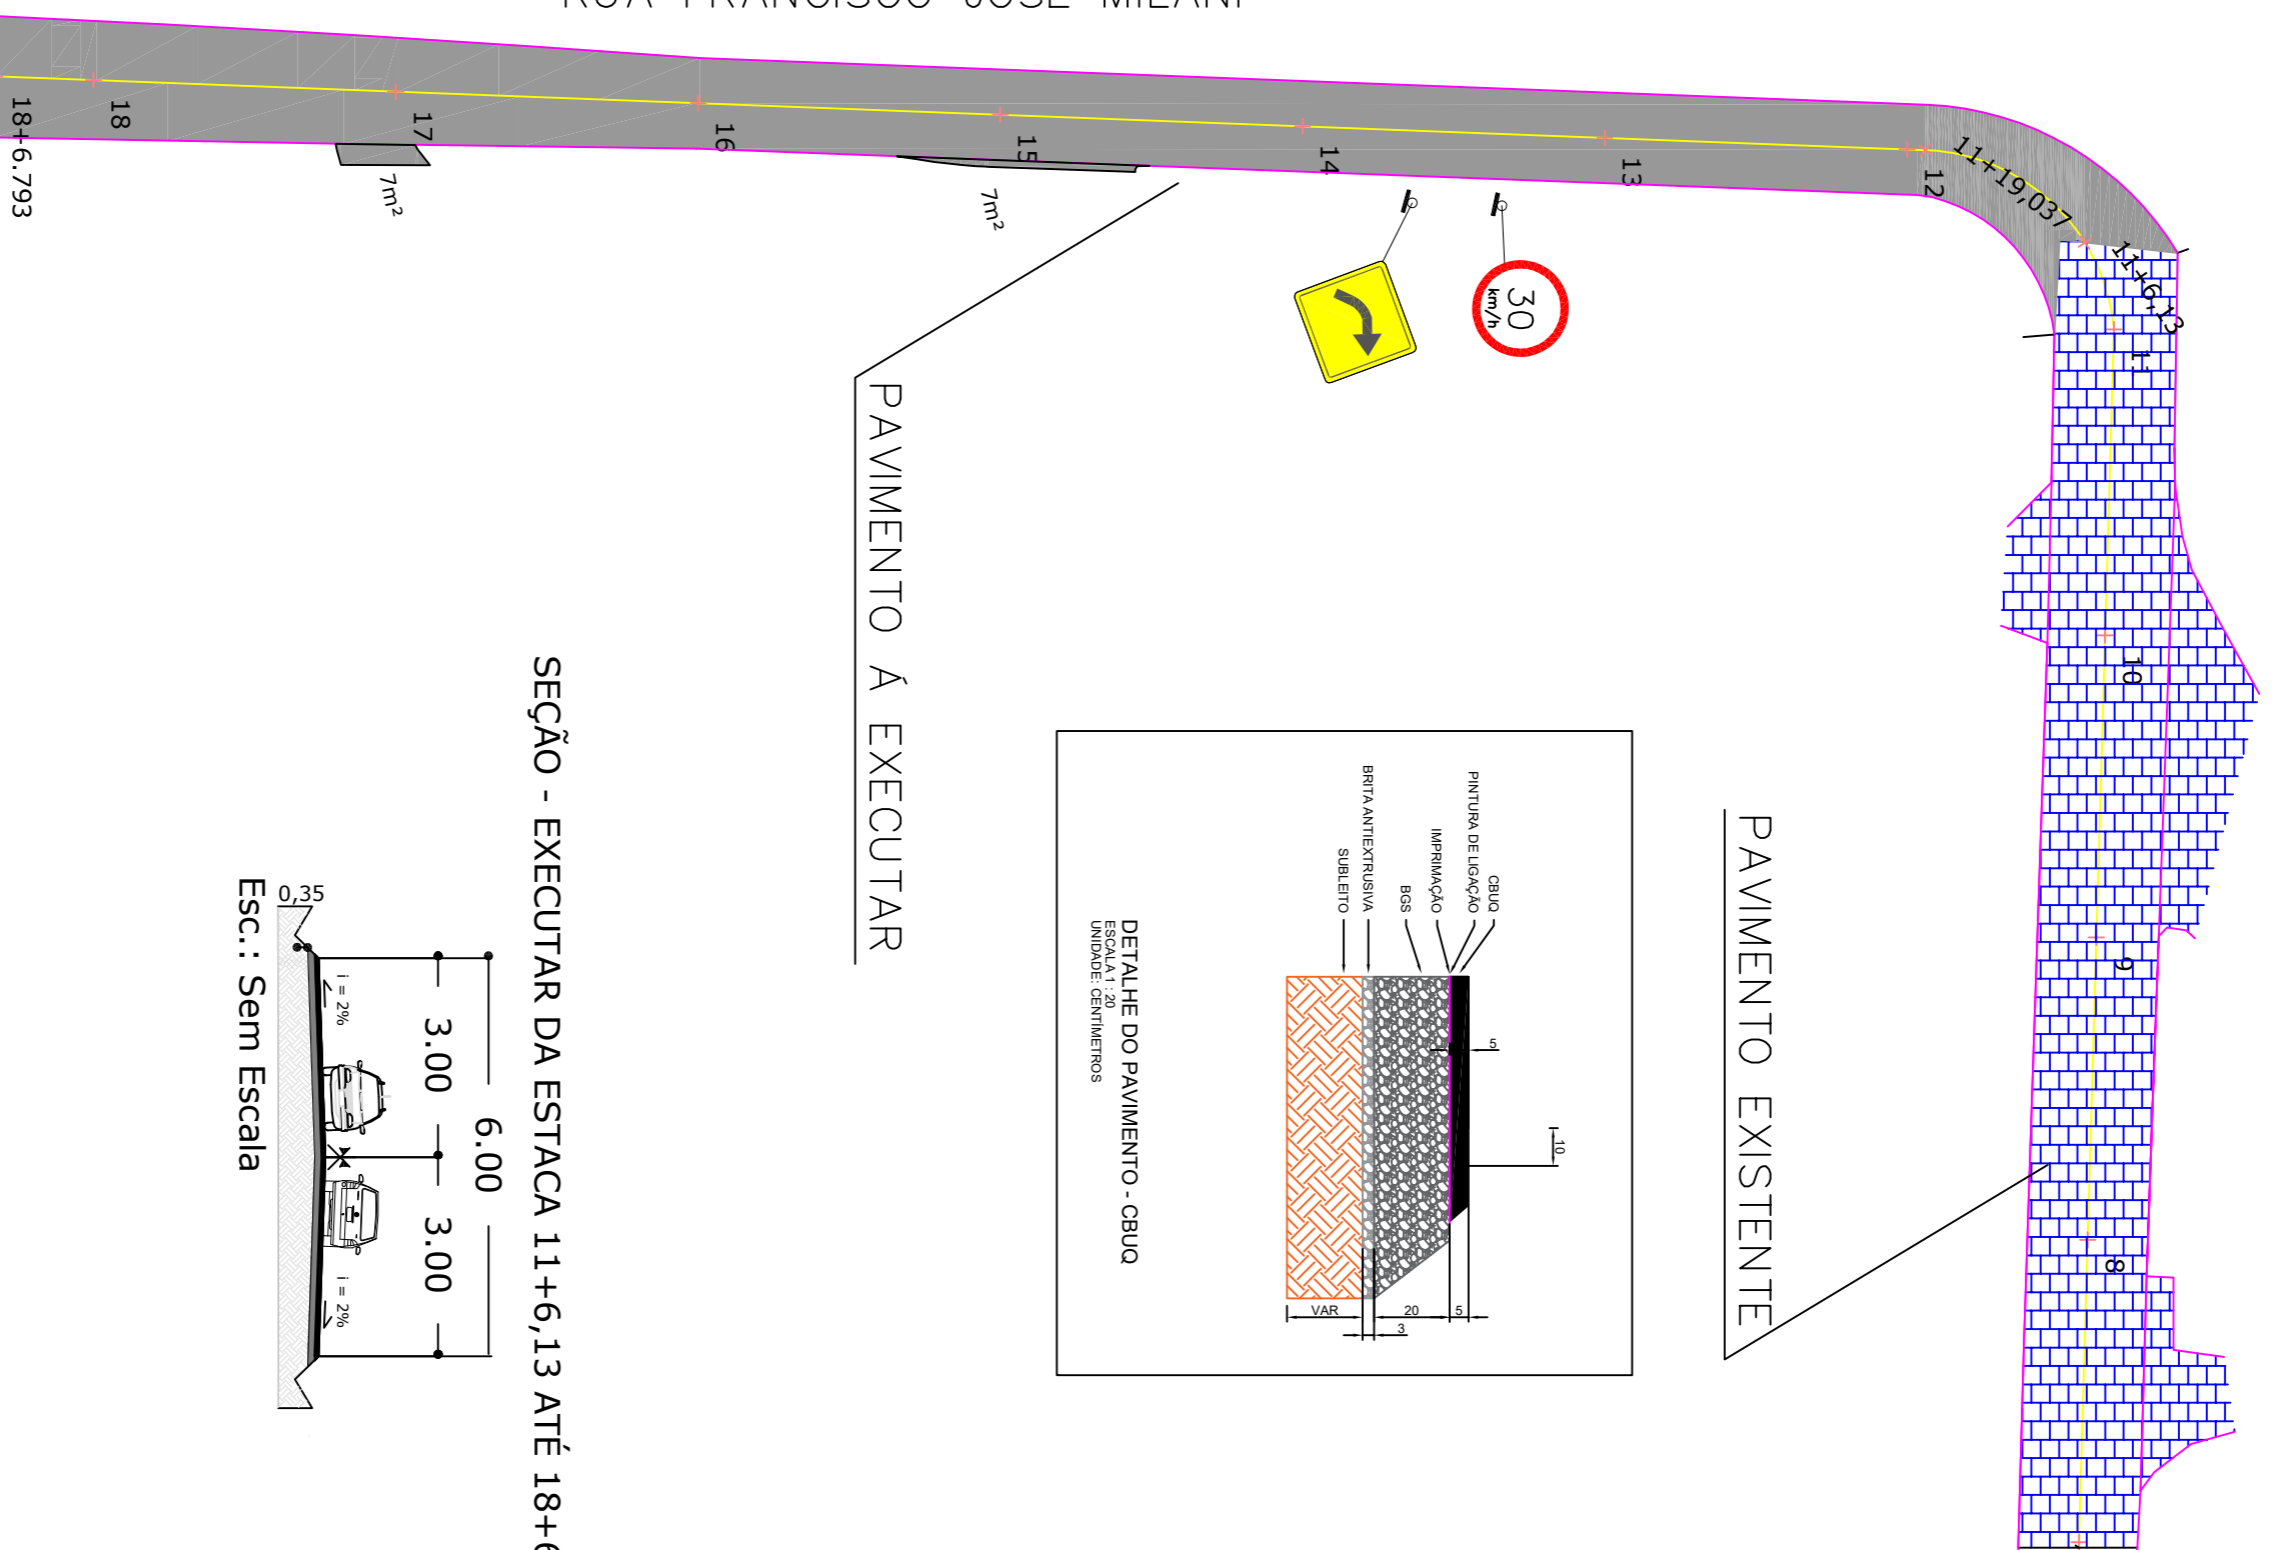 18+6.793
18
17
16
15
14
13
12
11+19,037
11+6,13
11
10
9
8
7m²
7m²
30
km/h
PAVIMENTO Á EXECUTAR
PAVIMENTO EXISTENTE
CBUQ
PINTURA DE LIGAÇÃO
IMPRIMAÇÃO
BGS
BRITA ANTIEXTRUSIVA
SUBLEITO
5
10
VAR
3
20
5
DETALHE DO PAVIMENTO - CBUQ
ESCALA 1 : 20
UNIDADE: CENTÍMETROS
SEÇÃO - EXECUTAR DA ESTACA 11+6,13 ATÉ 18+6
6.00
3.00
3.00
i = 2%
i = 2%
0,35
Esc.: Sem Escala